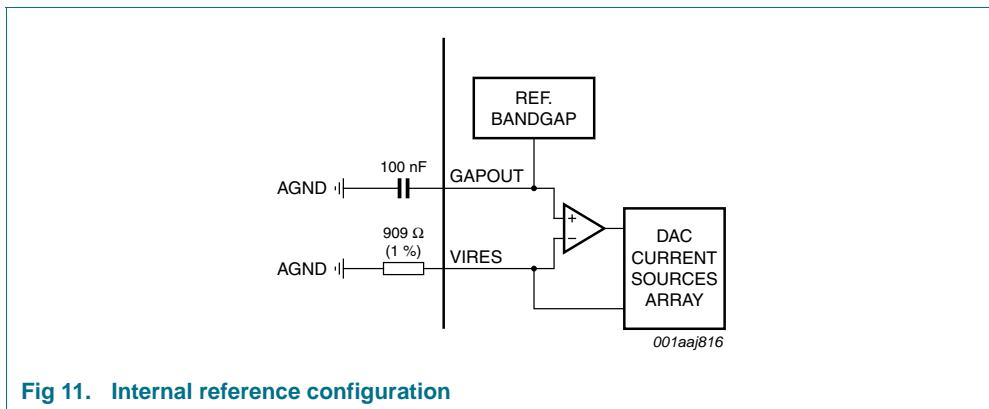 REF.
BANDGAP
100 nF
GAPOUT
AGND
+
909 Ω
(1 %)
−
VIRES
AGND
DAC
CURRENT
SOURCES
ARRAY
001aaj816
Fig 11. Internal reference configuration